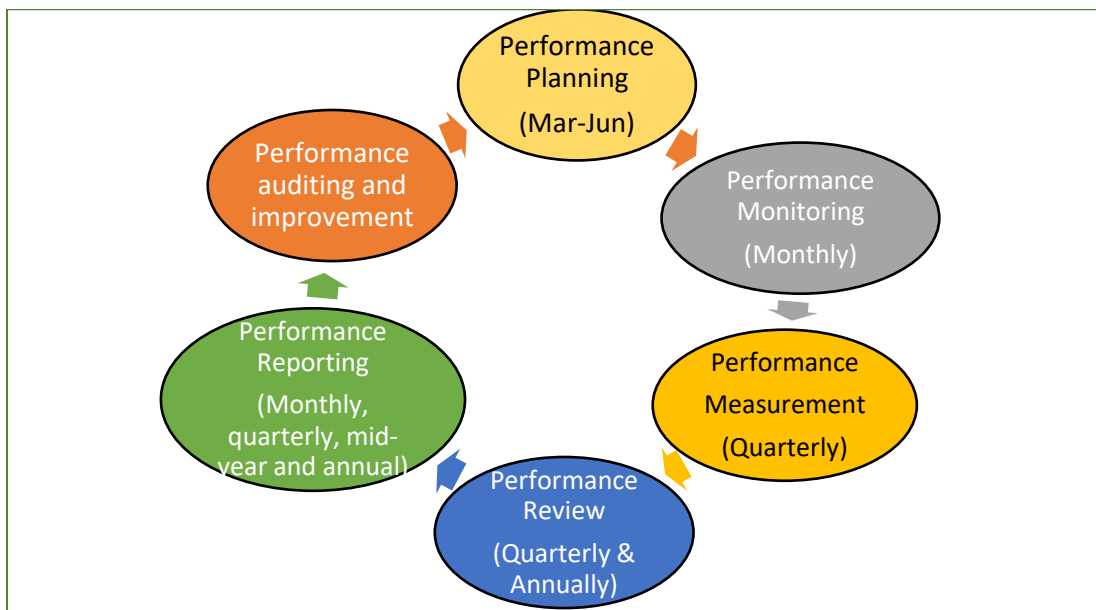 Performance
Planning
(Mar-Jun)
Performance
Monitoring
(Monthly)
Performance
Measurement
(Quarterly)
Performance
Review
(Quarterly &
Annually)
Performance
Reporting
(Monthly,
quarterly, mid-
year and annual)
Performance
auditing and
improvement